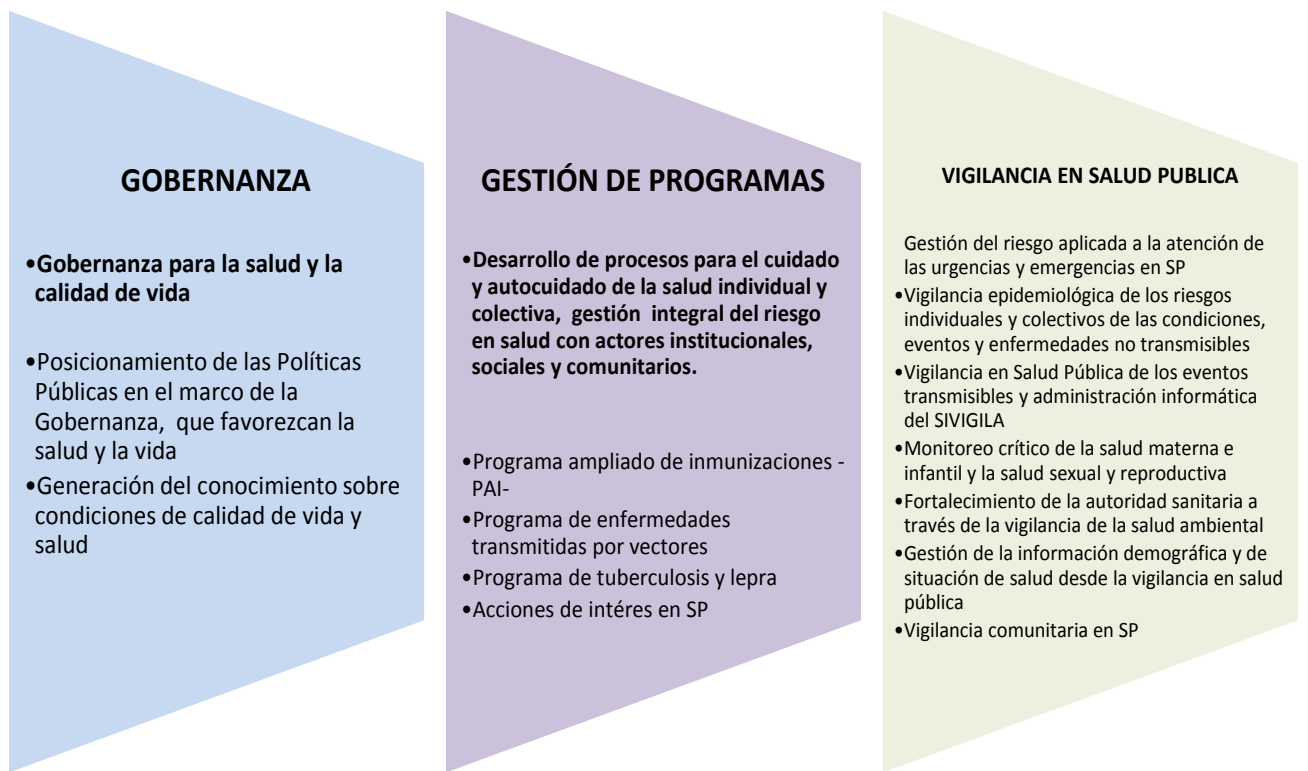 GOBERNANZA
•Gobernanza para la salud y la
calidad de vida
•Posicionamiento de las Políticas
Públicas en el marco de la
Gobernanza, que favorezcan la
salud y la vida
•Generación del conocimiento sobre
condiciones de calidad de vida y
salud
GESTIÓN DE PROGRAMAS
•Desarrollo de procesos para el cuidado
y autocuidado de la salud individual y
colectiva, gestión integral del riesgo
en salud con actores institucionales,
sociales y comunitarios.
•Programa ampliado de inmunizaciones -
PAI-
•Programa de enfermedades
transmitidas por vectores
•Programa de tuberculosis y lepra
•Acciones de intéres en SP
VIGILANCIA EN SALUD PUBLICA
Gestión del riesgo aplicada a la atención de
las urgencias y emergencias en SP
•Vigilancia epidemiológica de los riesgos
individuales y colectivos de las condiciones,
eventos y enfermedades no transmisibles
•Vigilancia en Salud Pública de los eventos
transmisibles y administración informática
del SIVIGILA
•Monitoreo crítico de la salud materna e
infantil y la salud sexual y reproductiva
•Fortalecimiento de la autoridad sanitaria a
través de la vigilancia de la salud ambiental
•Gestión de la información demográfica y de
situación de salud desde la vigilancia en salud
pública
•Vigilancia comunitaria en SP